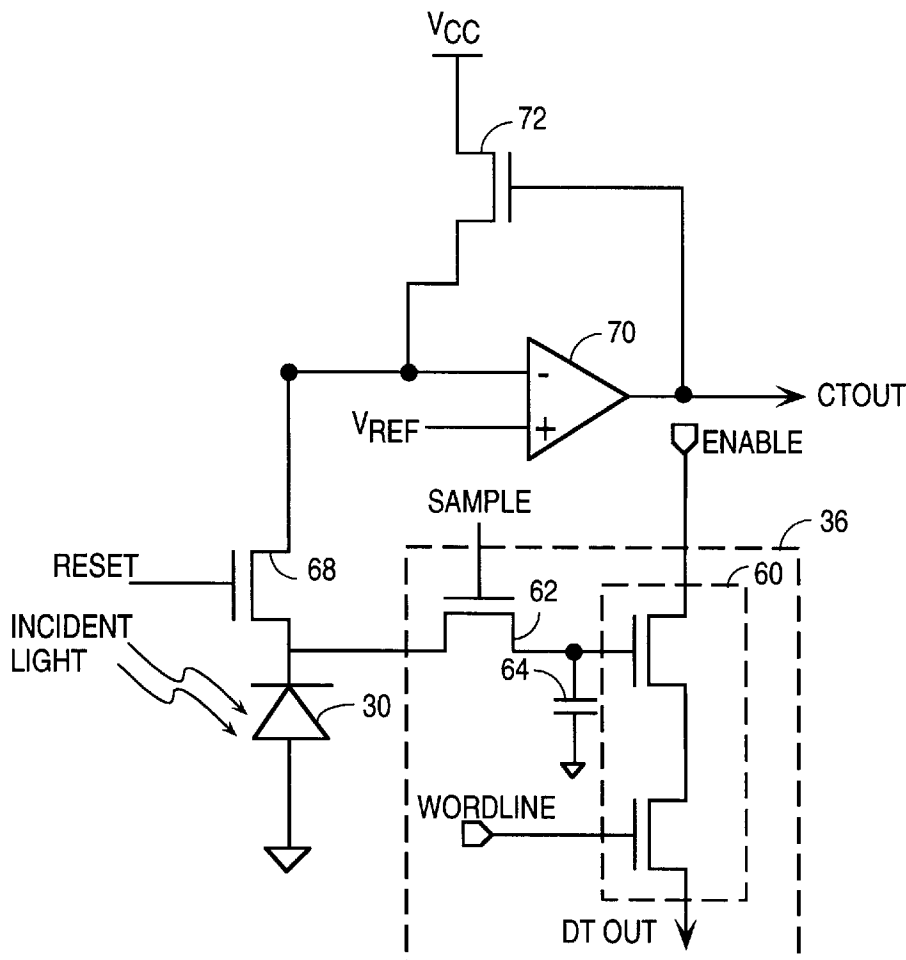 VCC
72
70
CTOUT
VREF
ENABLE
SAMPLE
36
RESET
68
62
60
INCIDENT
LIGHT
64
30
WORDLINE
DT OUT
-
+